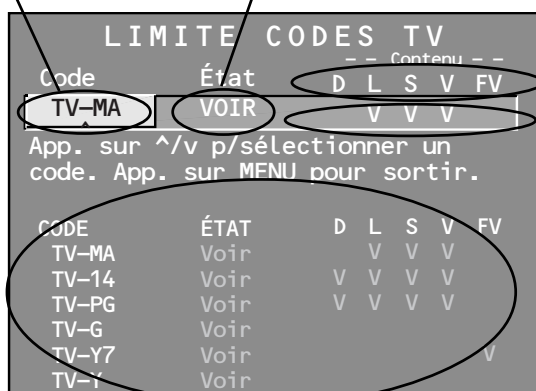 LIMITE CODES TV
– – Contenu – –
Code État D L S V FV
TV–MA VOIR V V V
^
App. sur ^/v p/sélectionner un
code. App. sur MENU pour sortir.
CODE ÉTAT D L S V FV
TV–MA Voir V V V
TV–14 Voir V V V V
TV–PG Voir V V V V
TV–G Voir
TV–Y7 Voir V
TV–Y Voir